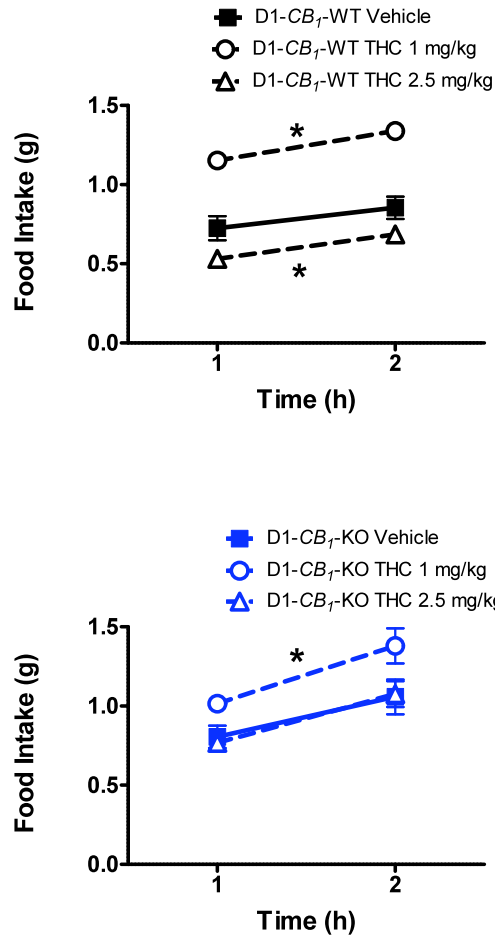 D1-CB1-WT Vehicle
D1-CB1-WT THC 1 mg/kg
D1-CB1-WT THC 2.5 mg/kg
1.5
1.0
0.5
0.0
Food Intake (g)
*
*
1 2
Time (h)
D1-CB1-KO Vehicle
D1-CB1-KO THC 1 mg/kg
D1-CB1-KO THC 2.5 mg/kg
1.5
1.0
0.5
0.0
Food Intake (g)
*
1 2
Time (h)